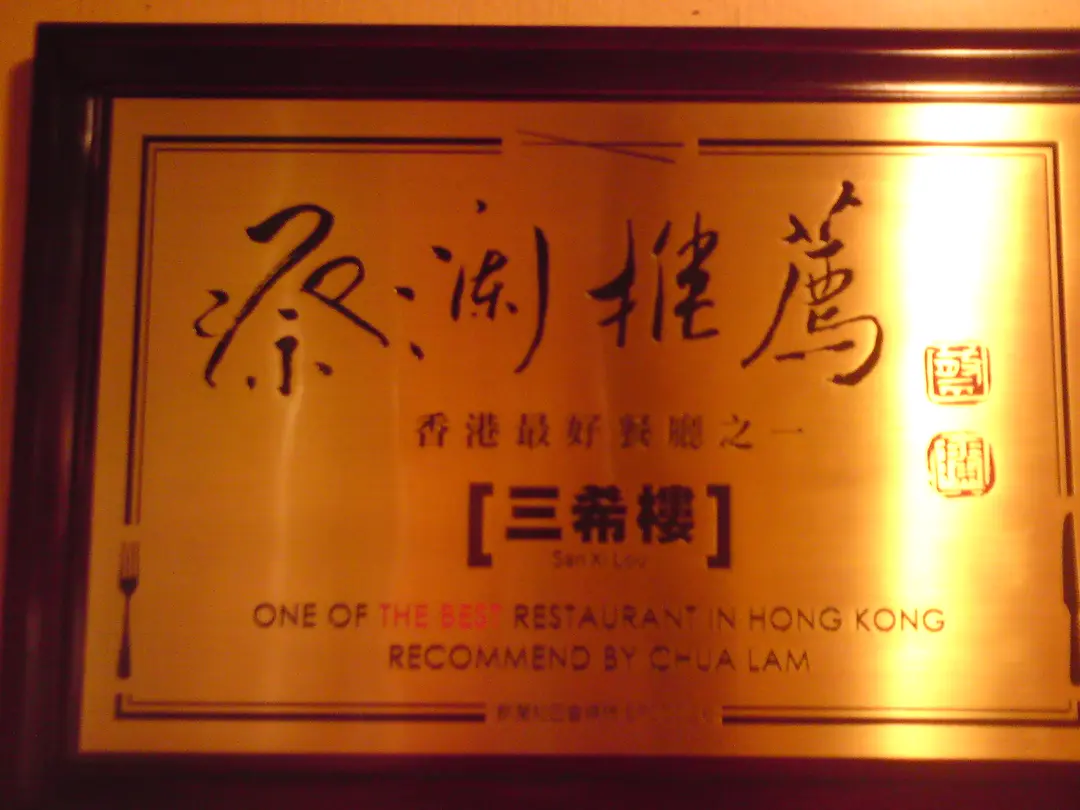 蔡瀾推薦
香港最好餐廳之一
[三希樓]
San Xi Lou
ONE OF THE BEST RESTAURANT IN HONG KONG
RECOMMEND BY CHUA LAM